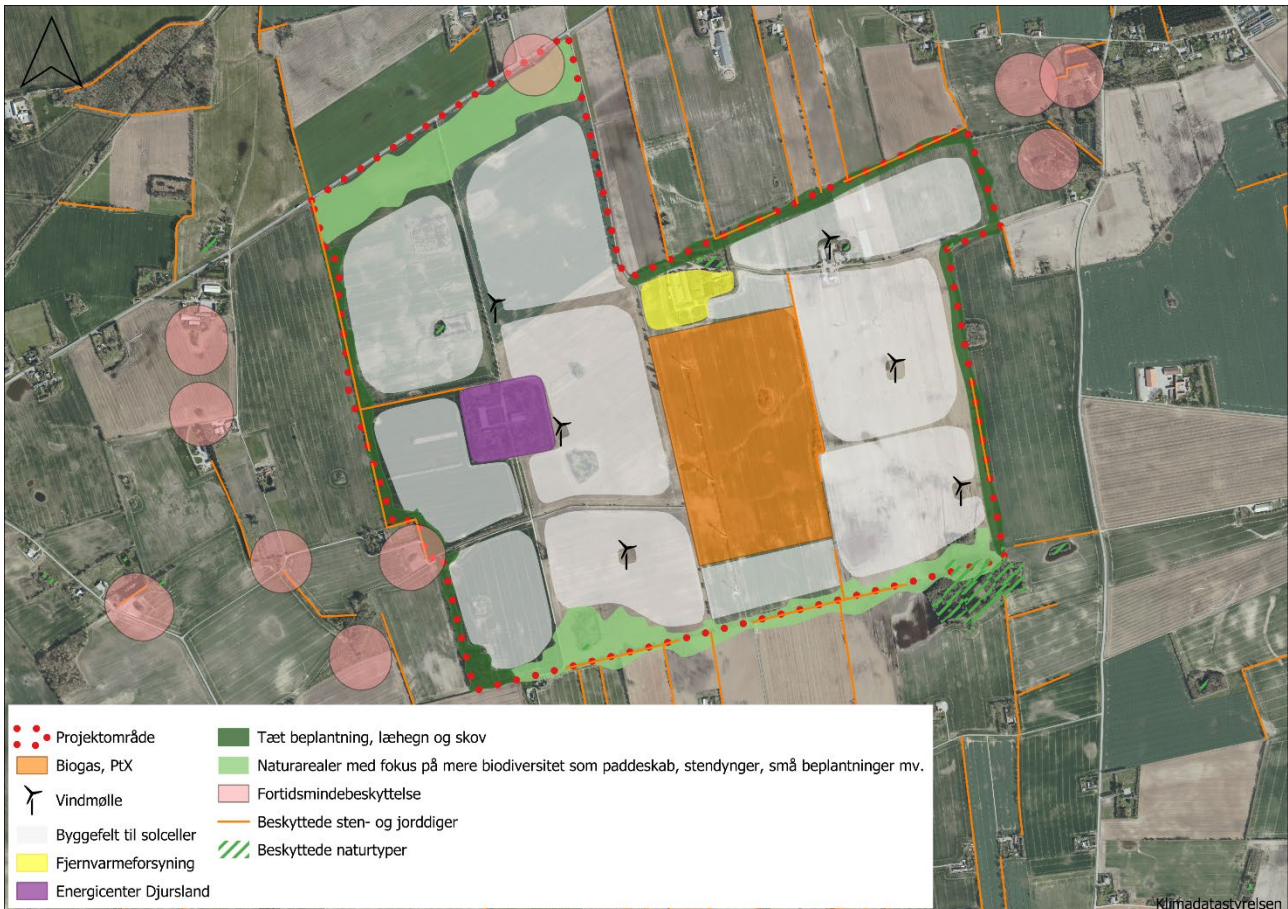 Projektområde
Biogas, PtX
Vindmølle
Byggefelt til solceller
Fjernvarmeforsyning
Energicenter Djursland
Tæt beplantning, læhegn og skov
Naturarealer med fokus på mere biodiversitet som paddeskab, stendynger, små beplantninger mv.
Fortidsmindebeskyttelse
Beskyttede sten- og jorddiger
Beskyttede naturtyper
Klimadatastyrelsen